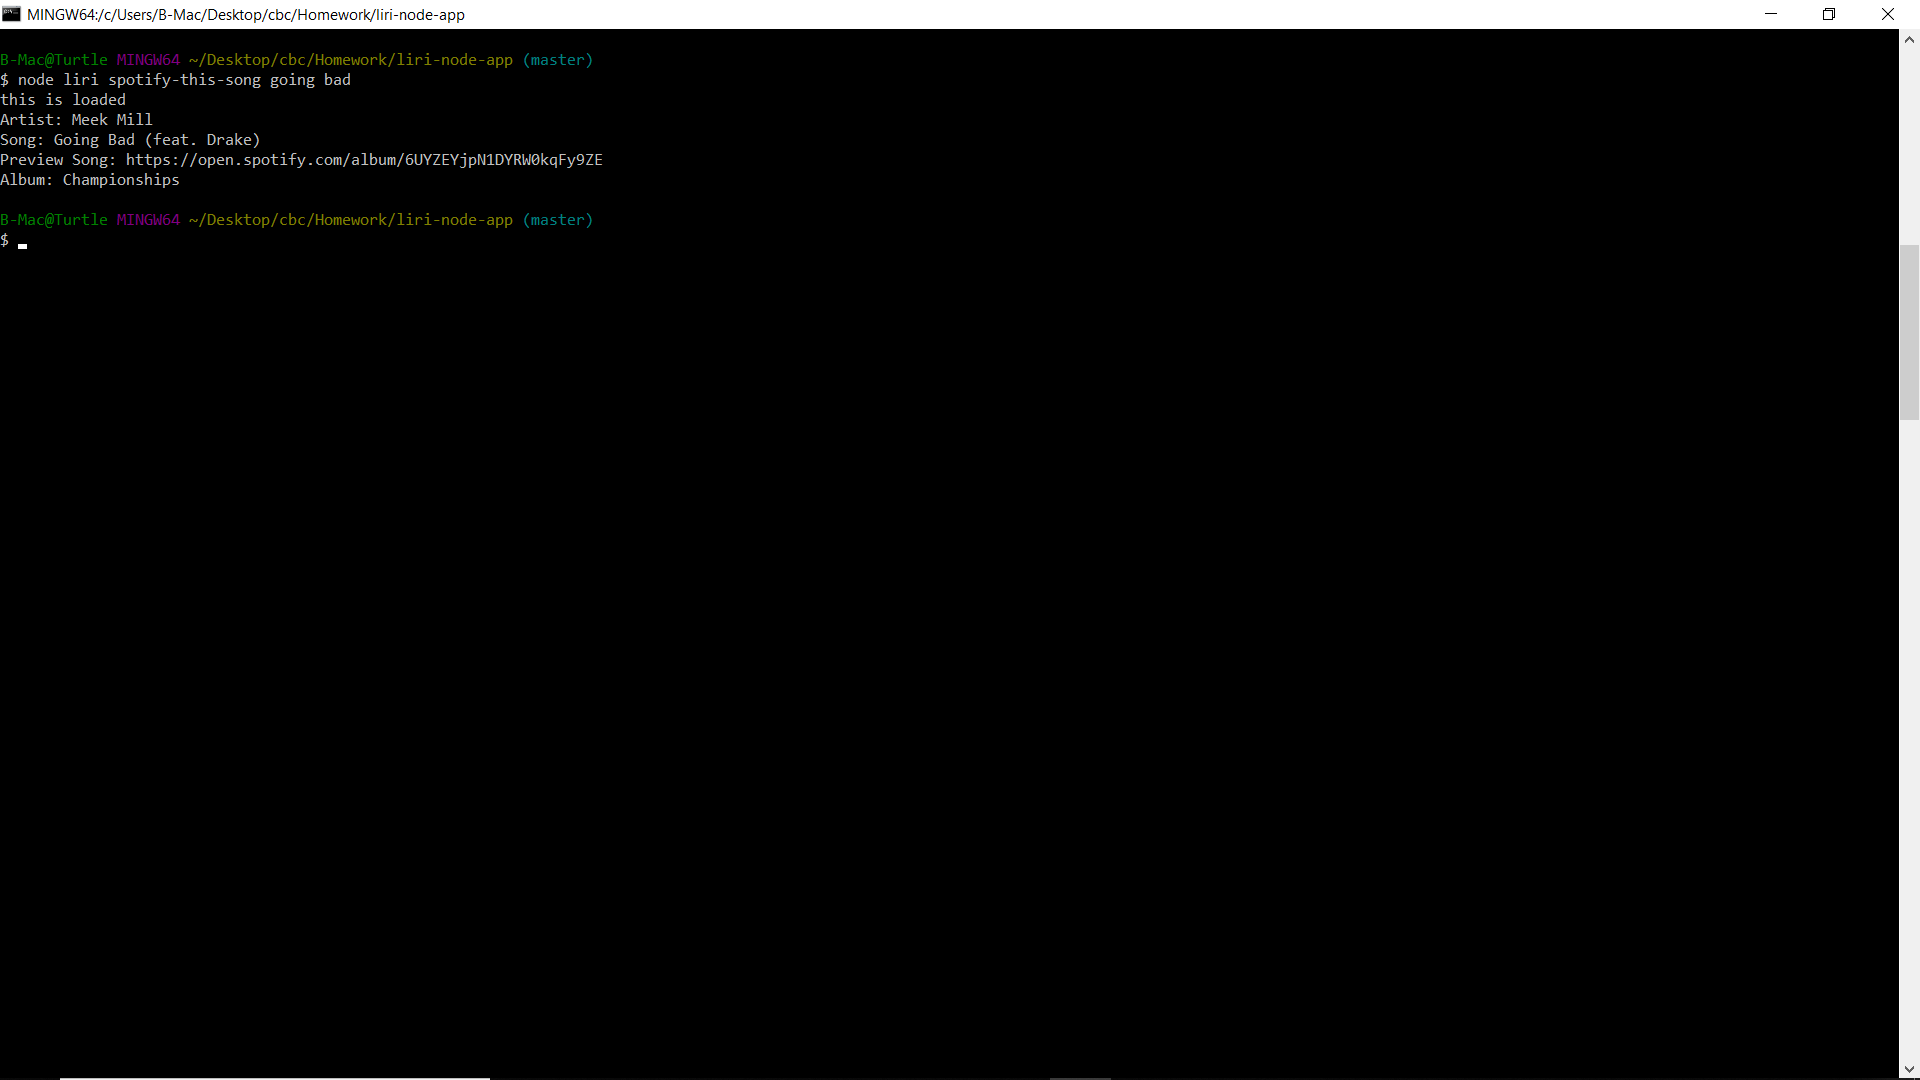 MINGW64:/c/Users/B-Mac/Desktop/cbc/Homework/liri-node-app
B-Mac@Turtle MINGW64 ~/Desktop/cbc/Homework/liri-node-app (master)
$ node liri spotify-this-song going bad
this is loaded
Artist: Meek Mill
Song: Going Bad (feat. Drake)
Preview Song: https://open.spotify.com/album/6UYZEYjpN1DYRW0kqFy9ZE
Album: Championships
B-Mac@Turtle MINGW64 ~/Desktop/cbc/Homework/liri-node-app (master)
$